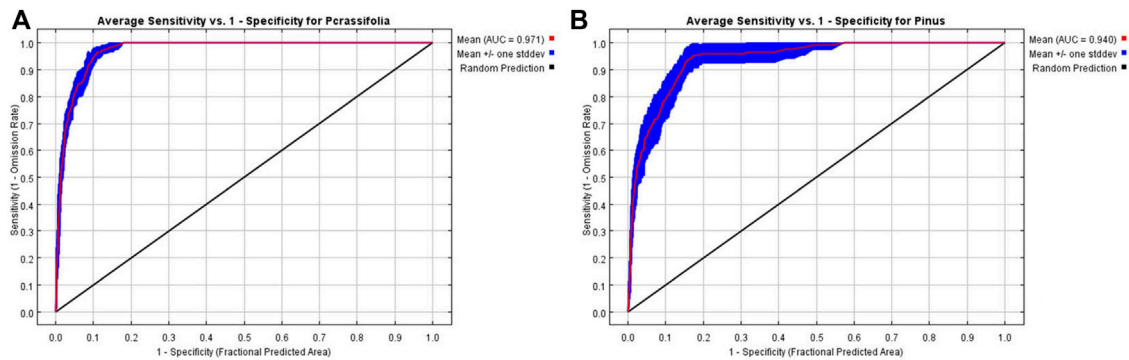 A
Average Sensitivity vs. 1 - Specificity for Pcrassifolia
Mean (AUC = 0.971)
Mean +/- one stddev
Random Prediction
Sensitivity (1 - Omission Rate)
1.0
0.9
0.8
0.7
0.6
0.5
0.4
0.3
0.2
0.1
0.0
0.0 0.1 0.2 0.3 0.4 0.5 0.6 0.7 0.8 0.9 1.0
1 - Specificity (Fractional Predicted Area)
B
Average Sensitivity vs. 1 - Specificity for Pinus
Mean (AUC = 0.940)
Mean +/- one stddev
Random Prediction
Sensitivity (1 - Omission Rate)
1.0
0.9
0.8
0.7
0.6
0.5
0.4
0.3
0.2
0.1
0.0
0.0 0.1 0.2 0.3 0.4 0.5 0.6 0.7 0.8 0.9 1.0
1 - Specificity (Fractional Predicted Area)